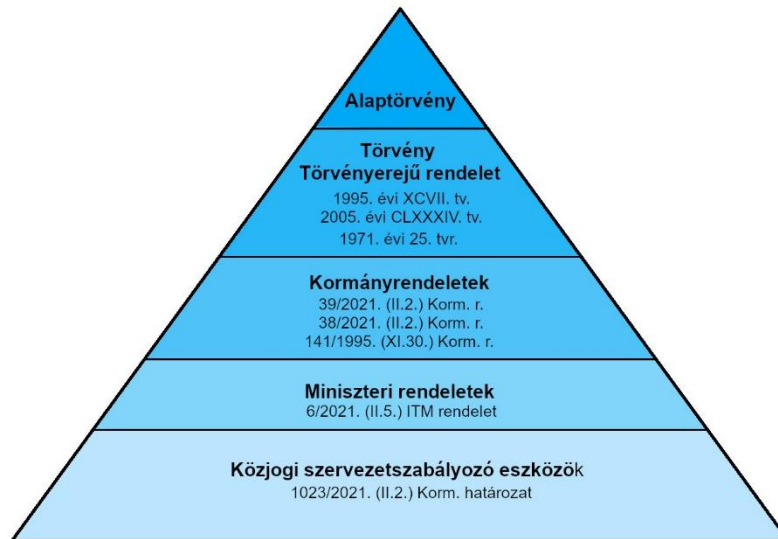 Alaptörvény
Törvény
Törvényerejű rendelet
1995. évi XCVII. tv.
2005. évi CLXXXIV. tv.
1971. évi 25. tvr.
Kormányrendeletek
39/2021. (II.2.) Korm. r.
38/2021. (II.2.) Korm. r.
141/1995. (XI.30.) Korm. r.
Miniszteri rendeletek
6/2021. (II.5.) ITM rendelet
Közjogi szervezetszabályozó eszközök
1023/2021. (II.2.) Korm. határozat